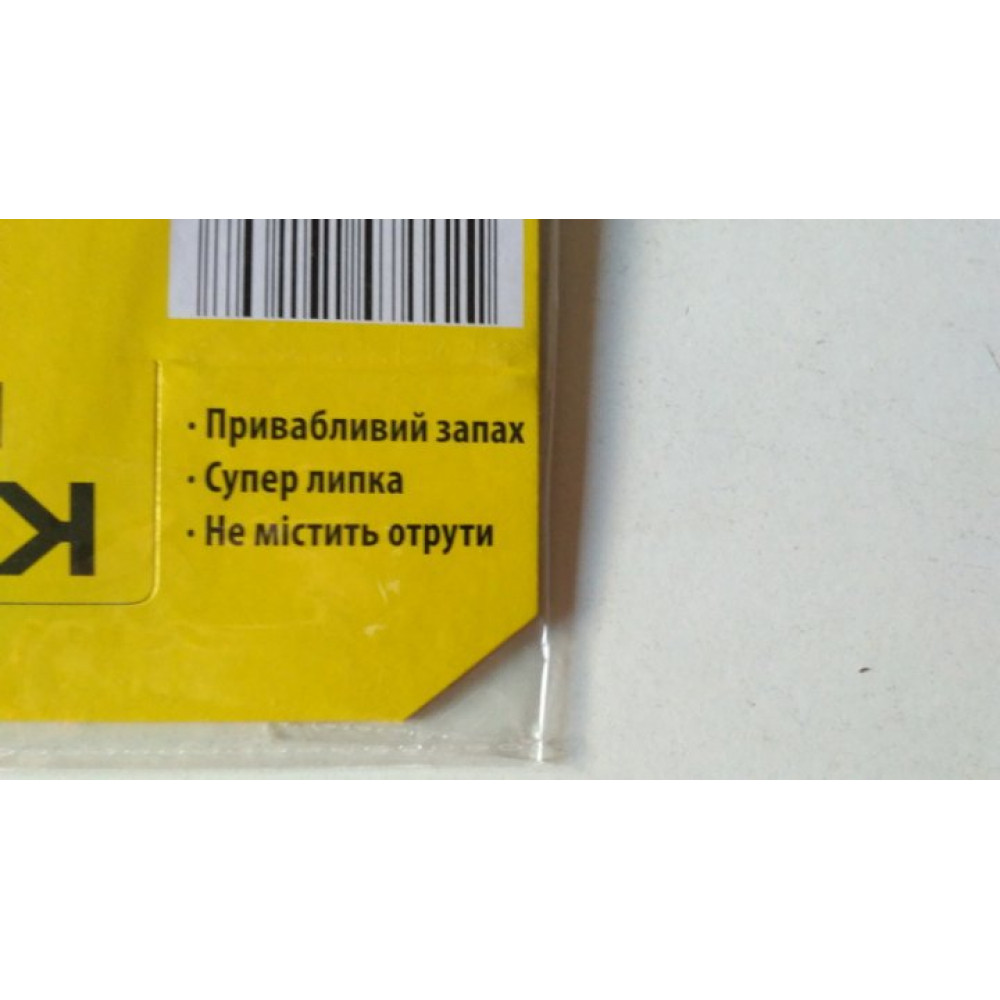 · Привабливий запах
· Супер липка
· Не містить отрути